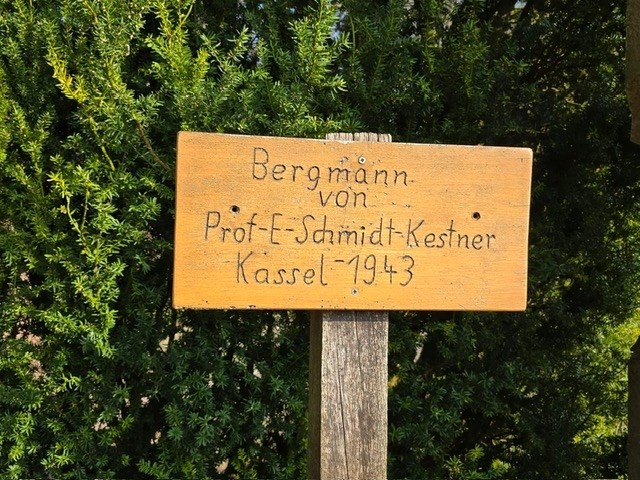 Bergmann
von
Prof-E-Schmidt-Kestner
Kassel-1943